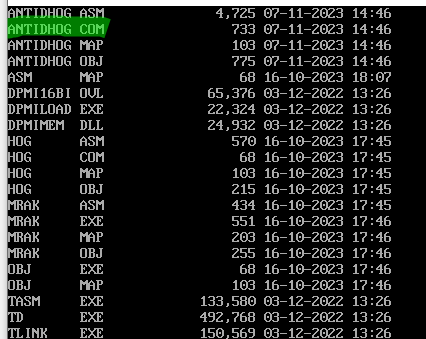 ANTIDHOG ASM 4,725 07-11-2023 14:46
ANTIDHOG COM 733 07-11-2023 14:46
ANTIDHOG MAP 103 07-11-2023 14:46
ANTIDHOG OBJ 775 07-11-2023 14:46
ASM MAP 68 16-10-2023 18:07
DPMI16BI OVL 65,376 03-12-2022 13:26
DPMILOAD EXE 22,324 03-12-2022 13:26
DPMIMEM DLL 24,932 03-12-2022 13:26
HOG ASM 570 16-10-2023 17:45
HOG COM 68 16-10-2023 17:45
HOG MAP 103 16-10-2023 17:45
HOG OBJ 215 16-10-2023 17:45
MRAK ASM 434 16-10-2023 17:45
MRAK EXE 551 16-10-2023 17:46
MRAK MAP 203 16-10-2023 17:46
MRAK OBJ 255 16-10-2023 17:46
OBJ EXE 68 16-10-2023 17:46
OBJ MAP 103 16-10-2023 17:46
TASM EXE 133,580 03-12-2022 13:26
TD EXE 492,768 03-12-2022 13:26
TLINK EXE 150,569 03-12-2022 13:26